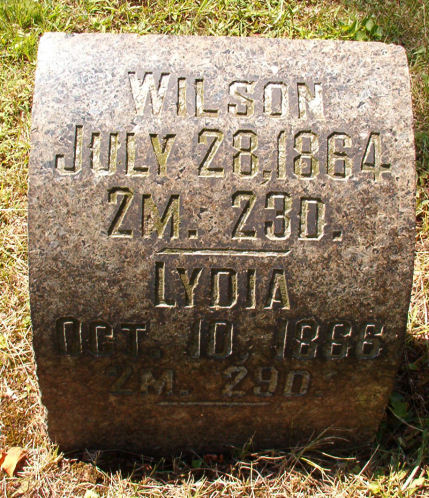 WILSON
JULY 28, 1864
2M. 23D.
LYDIA
OCT. 10, 1866
2M. 29D.